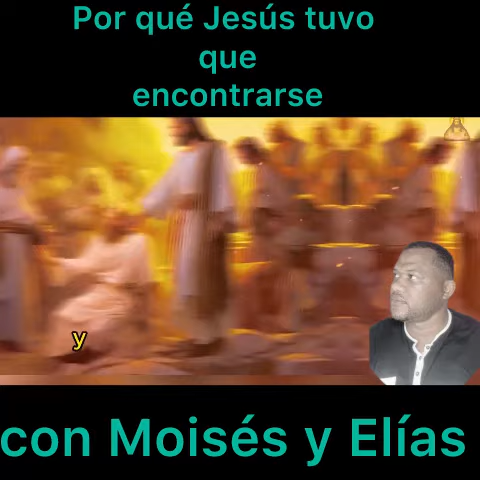 Por qué Jesús tuvo
que
encontrarse
y
con Moisés y Elías